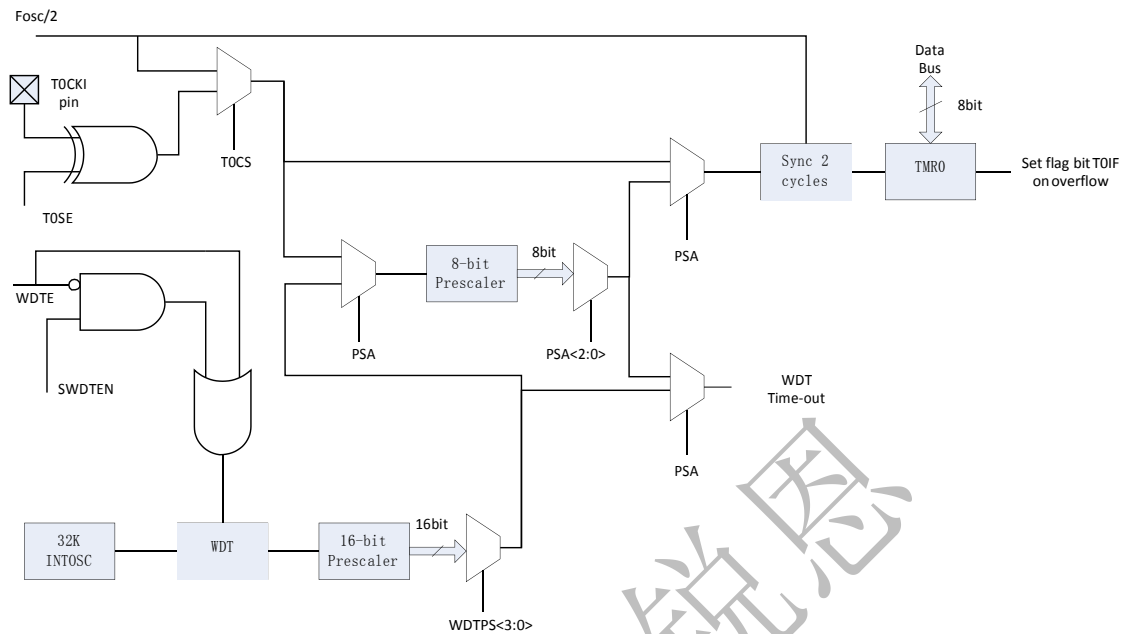 Fosc/2
T0CKI
pin
T0CS
T0SE
Data
Bus
8bit
Sync 2
cycles
TMR0
Set flag bit T0IF
on overflow
PSA
WDTE
SWDTEN
PSA
8-bit
Prescaler
8bit
PSA<2:0>
WDT
Time-out
PSA
32K
INTOSC
WDT
16-bit
Prescaler
16bit
WDTPS<3:0>
锐恩